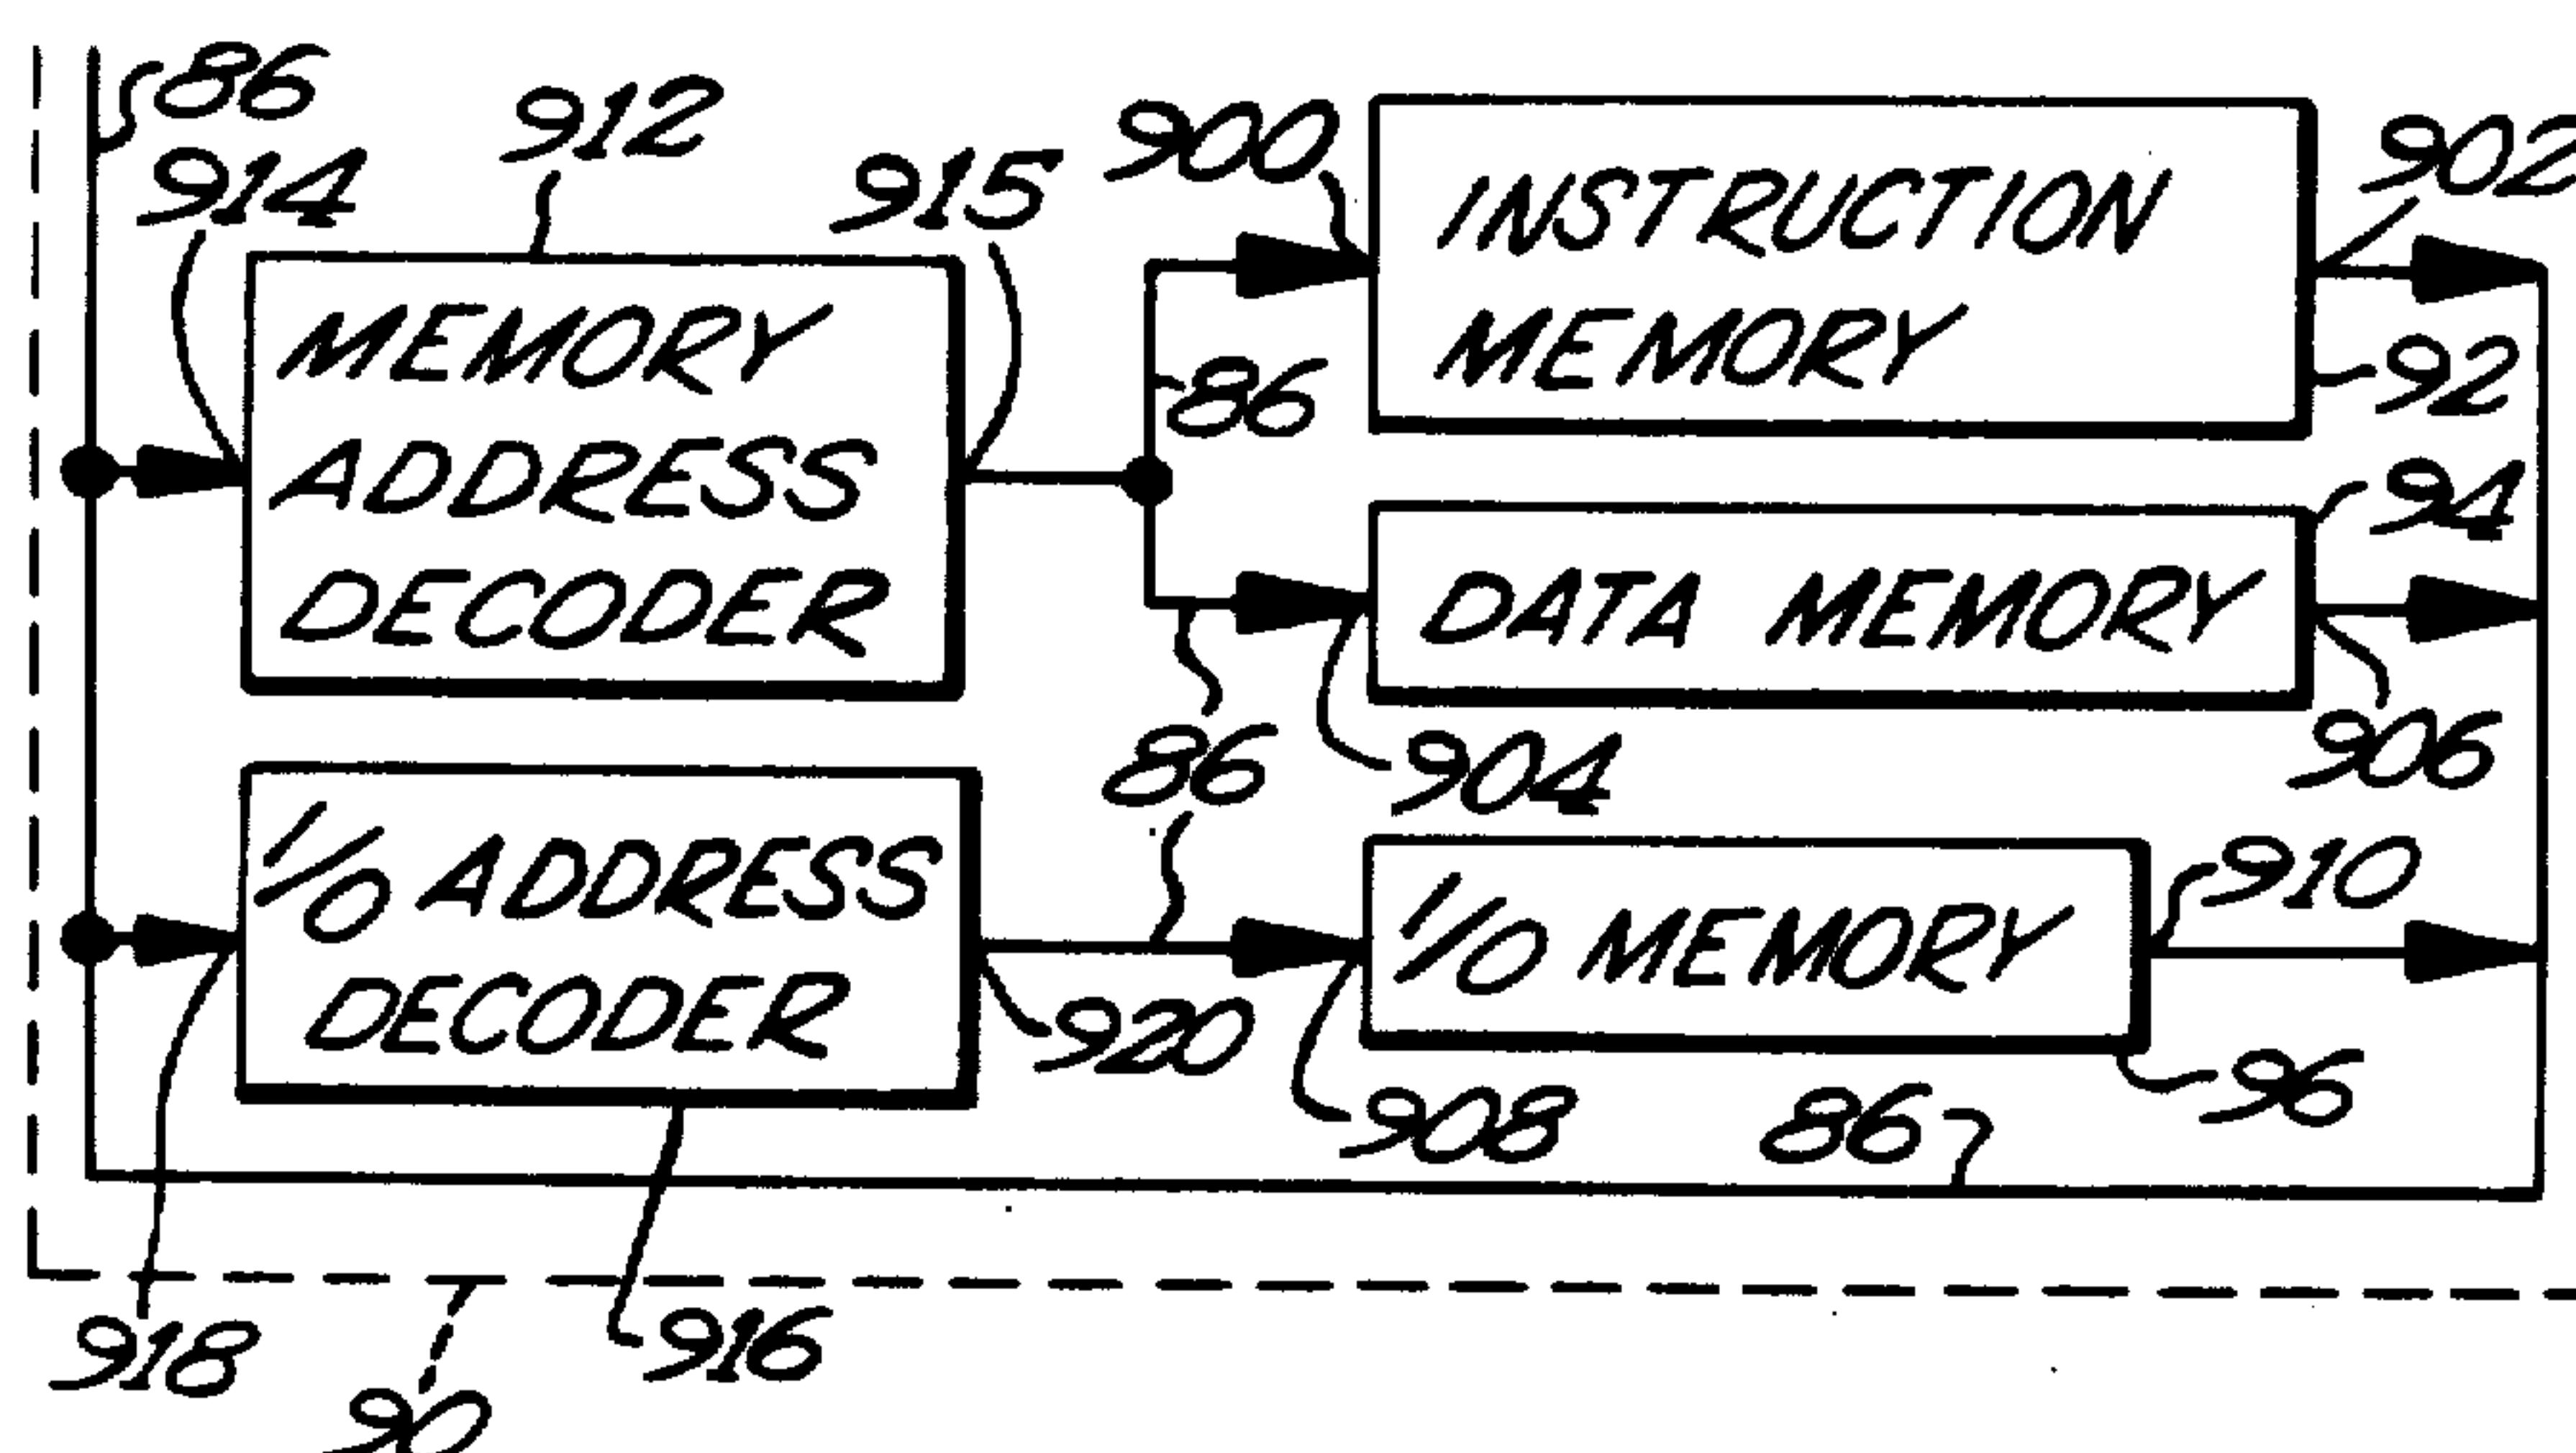 86
914
912
915
900
INSTRUCTION
MEMORY
902
92
MEMORY
ADDRESS
DECODER
86
DATA MEMORY
94
906
86
904
I/O ADDRESS
DECODER
920
I/O MEMORY
910
96
908
86
918
916
90